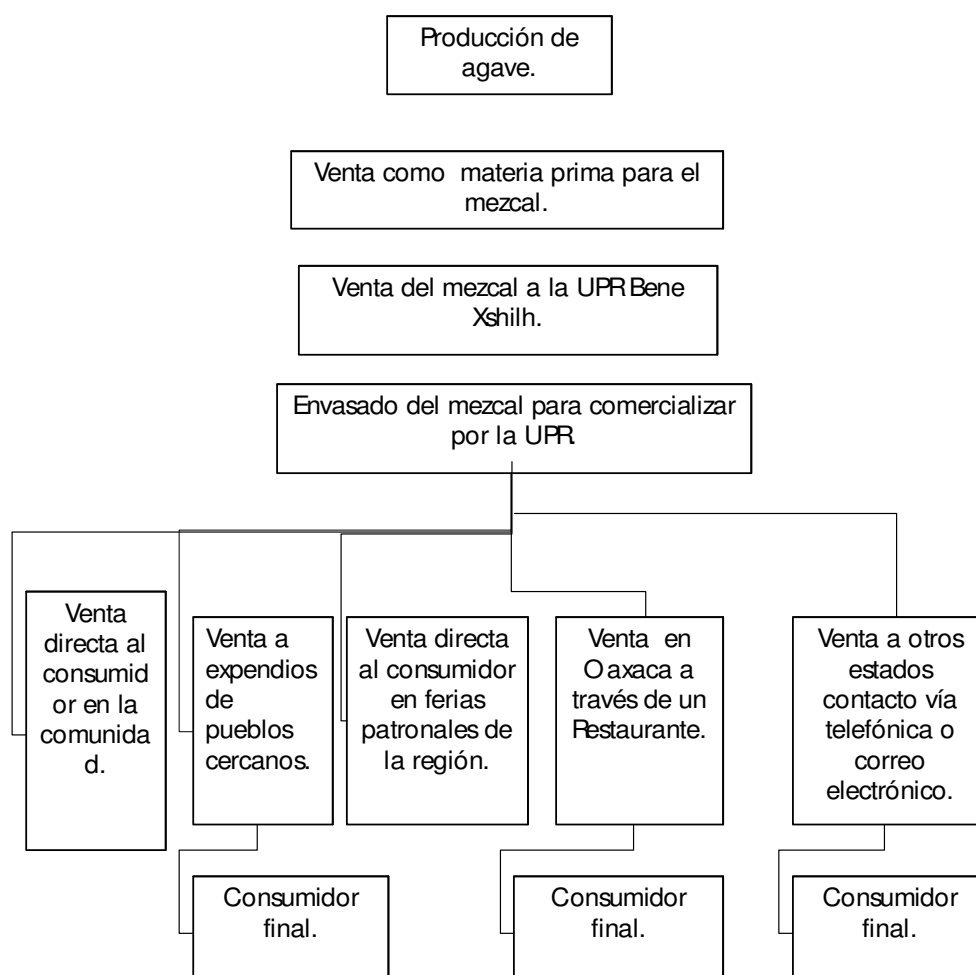 Producción de
agave.
Venta como materia prima para el
mezcal.
Venta del mezcal a la UPR Bene
Xshilh.
Envasado del mezcal para comercializar
por la UPR.
Venta
directa al
consumid
or en la
comunida
d.
Venta a
expendios
de
pueblos
cercanos.
Venta directa
al consumidor
en ferias
patronales de
la región.
Venta en
Oaxaca a
través de un
Restaurante.
Venta a otros
estados
contacto vía
telefónica o
correo
electrónico.
Consumidor
final.
Consumidor
final.
Consumidor
final.